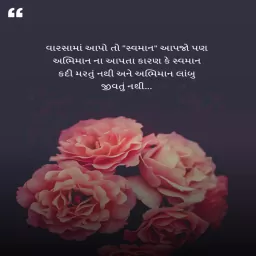 વારસામાં આપો તો "સ્વમાન" આપજો પણ
અભિમાન ના આપતા કારણ કે સ્વમાન
કદી મરતું નથી અને અભિમાન લાંબુ
જીવતું નથી...